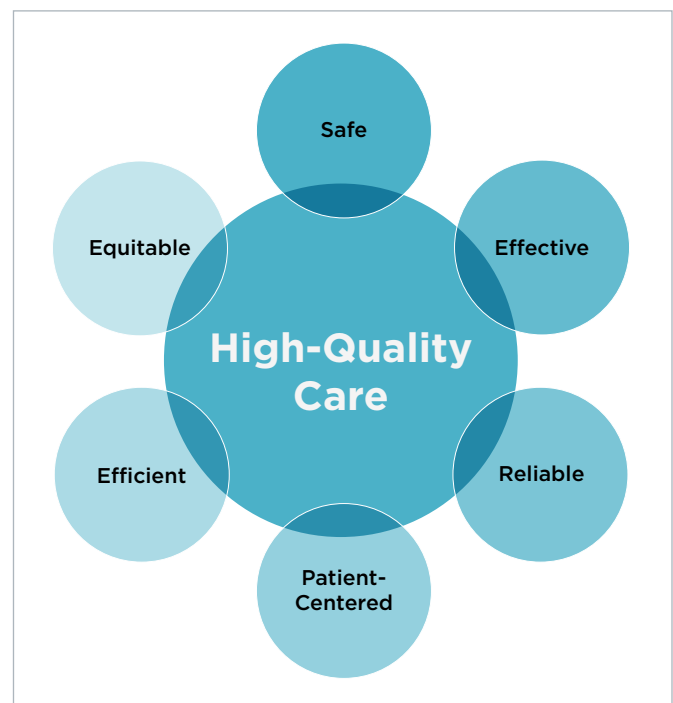 Safe
Equitable
Effective
High-Quality
Care
Efficient
Reliable
Patient-
Centered